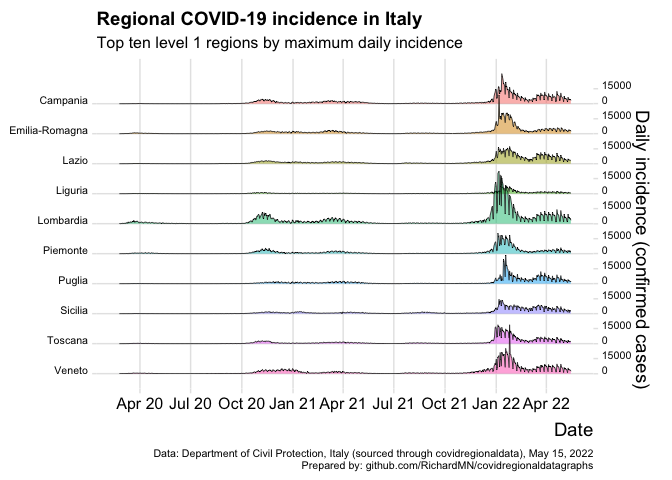 Regional COVID-19 incidence in Italy
Top ten level 1 regions by maximum daily incidence
Campania
Emilia-Romagna
Lazio
Liguria
Lombardia
Piemonte
Puglia
Sicilia
Toscana
Veneto
15000
0
15000
0
15000
0
15000
0
15000
0
15000
0
15000
0
15000
0
15000
0
15000
0
Daily incidence (confirmed cases)
Apr 20 Jul 20 Oct 20 Jan 21 Apr 21 Jul 21 Oct 21 Jan 22 Apr 22
Date
Data: Department of Civil Protection, Italy (sourced through covidregionaldata), May 15, 2022
Prepared by: github.com/RichardMN/covidregionaldatagraphs